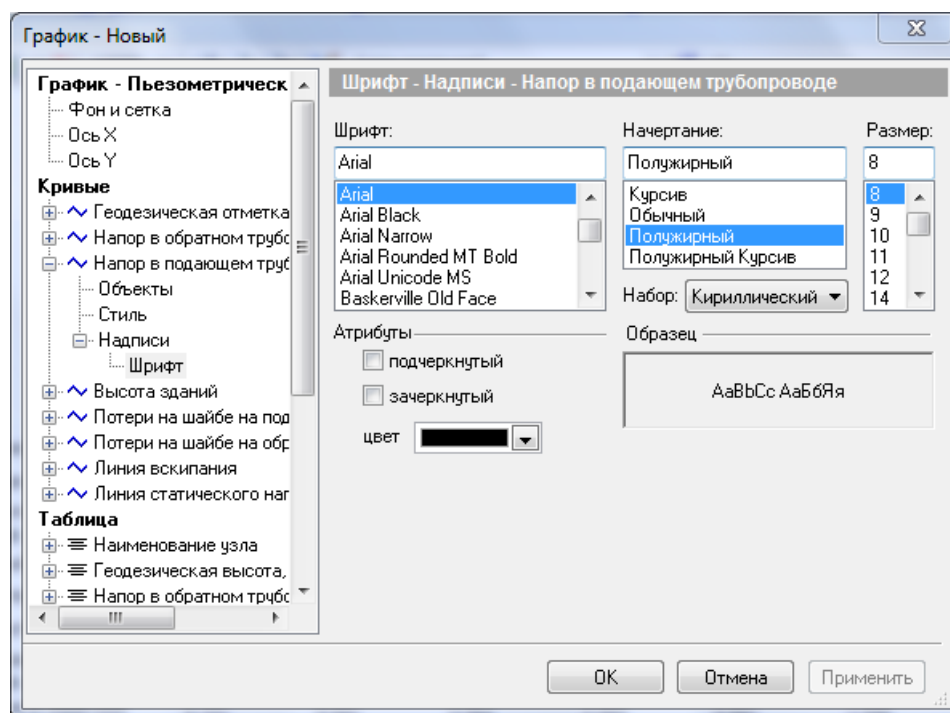 График - Новый
График - Пьезометрическ
Фон и сетка
Ось X
Ось Y
Кривые
Геодезическая отметка
Напор в обратном трубо
Напор в подающем труб
Объекты
Стиль
Надписи
Шрифт
Высота зданий
Потери на шайбе на под
Потери на шайбе на обр
Линия вскипания
Линия статического нап
Таблица
Наименование узла
Геодезическая высота,
Напор в обратном трубо
Шрифт - Надписи - Напор в подающем трубопроводе
Шрифт:
Arial
Arial
Arial Black
Arial Narrow
Arial Rounded MT Bold
Arial Unicode MS
Baskerville Old Face
Начертание:
Полужирный
Курсив
Обычный
Полужирный
Полужирный Курсив
Размер:
8
8
9
10
11
12
14
Набор: Кириллический
Атрибуты
подчеркнутый
зачеркнутый
цвет
Образец
AaBbCc АаБбЯя
OK
Отмена
Применить